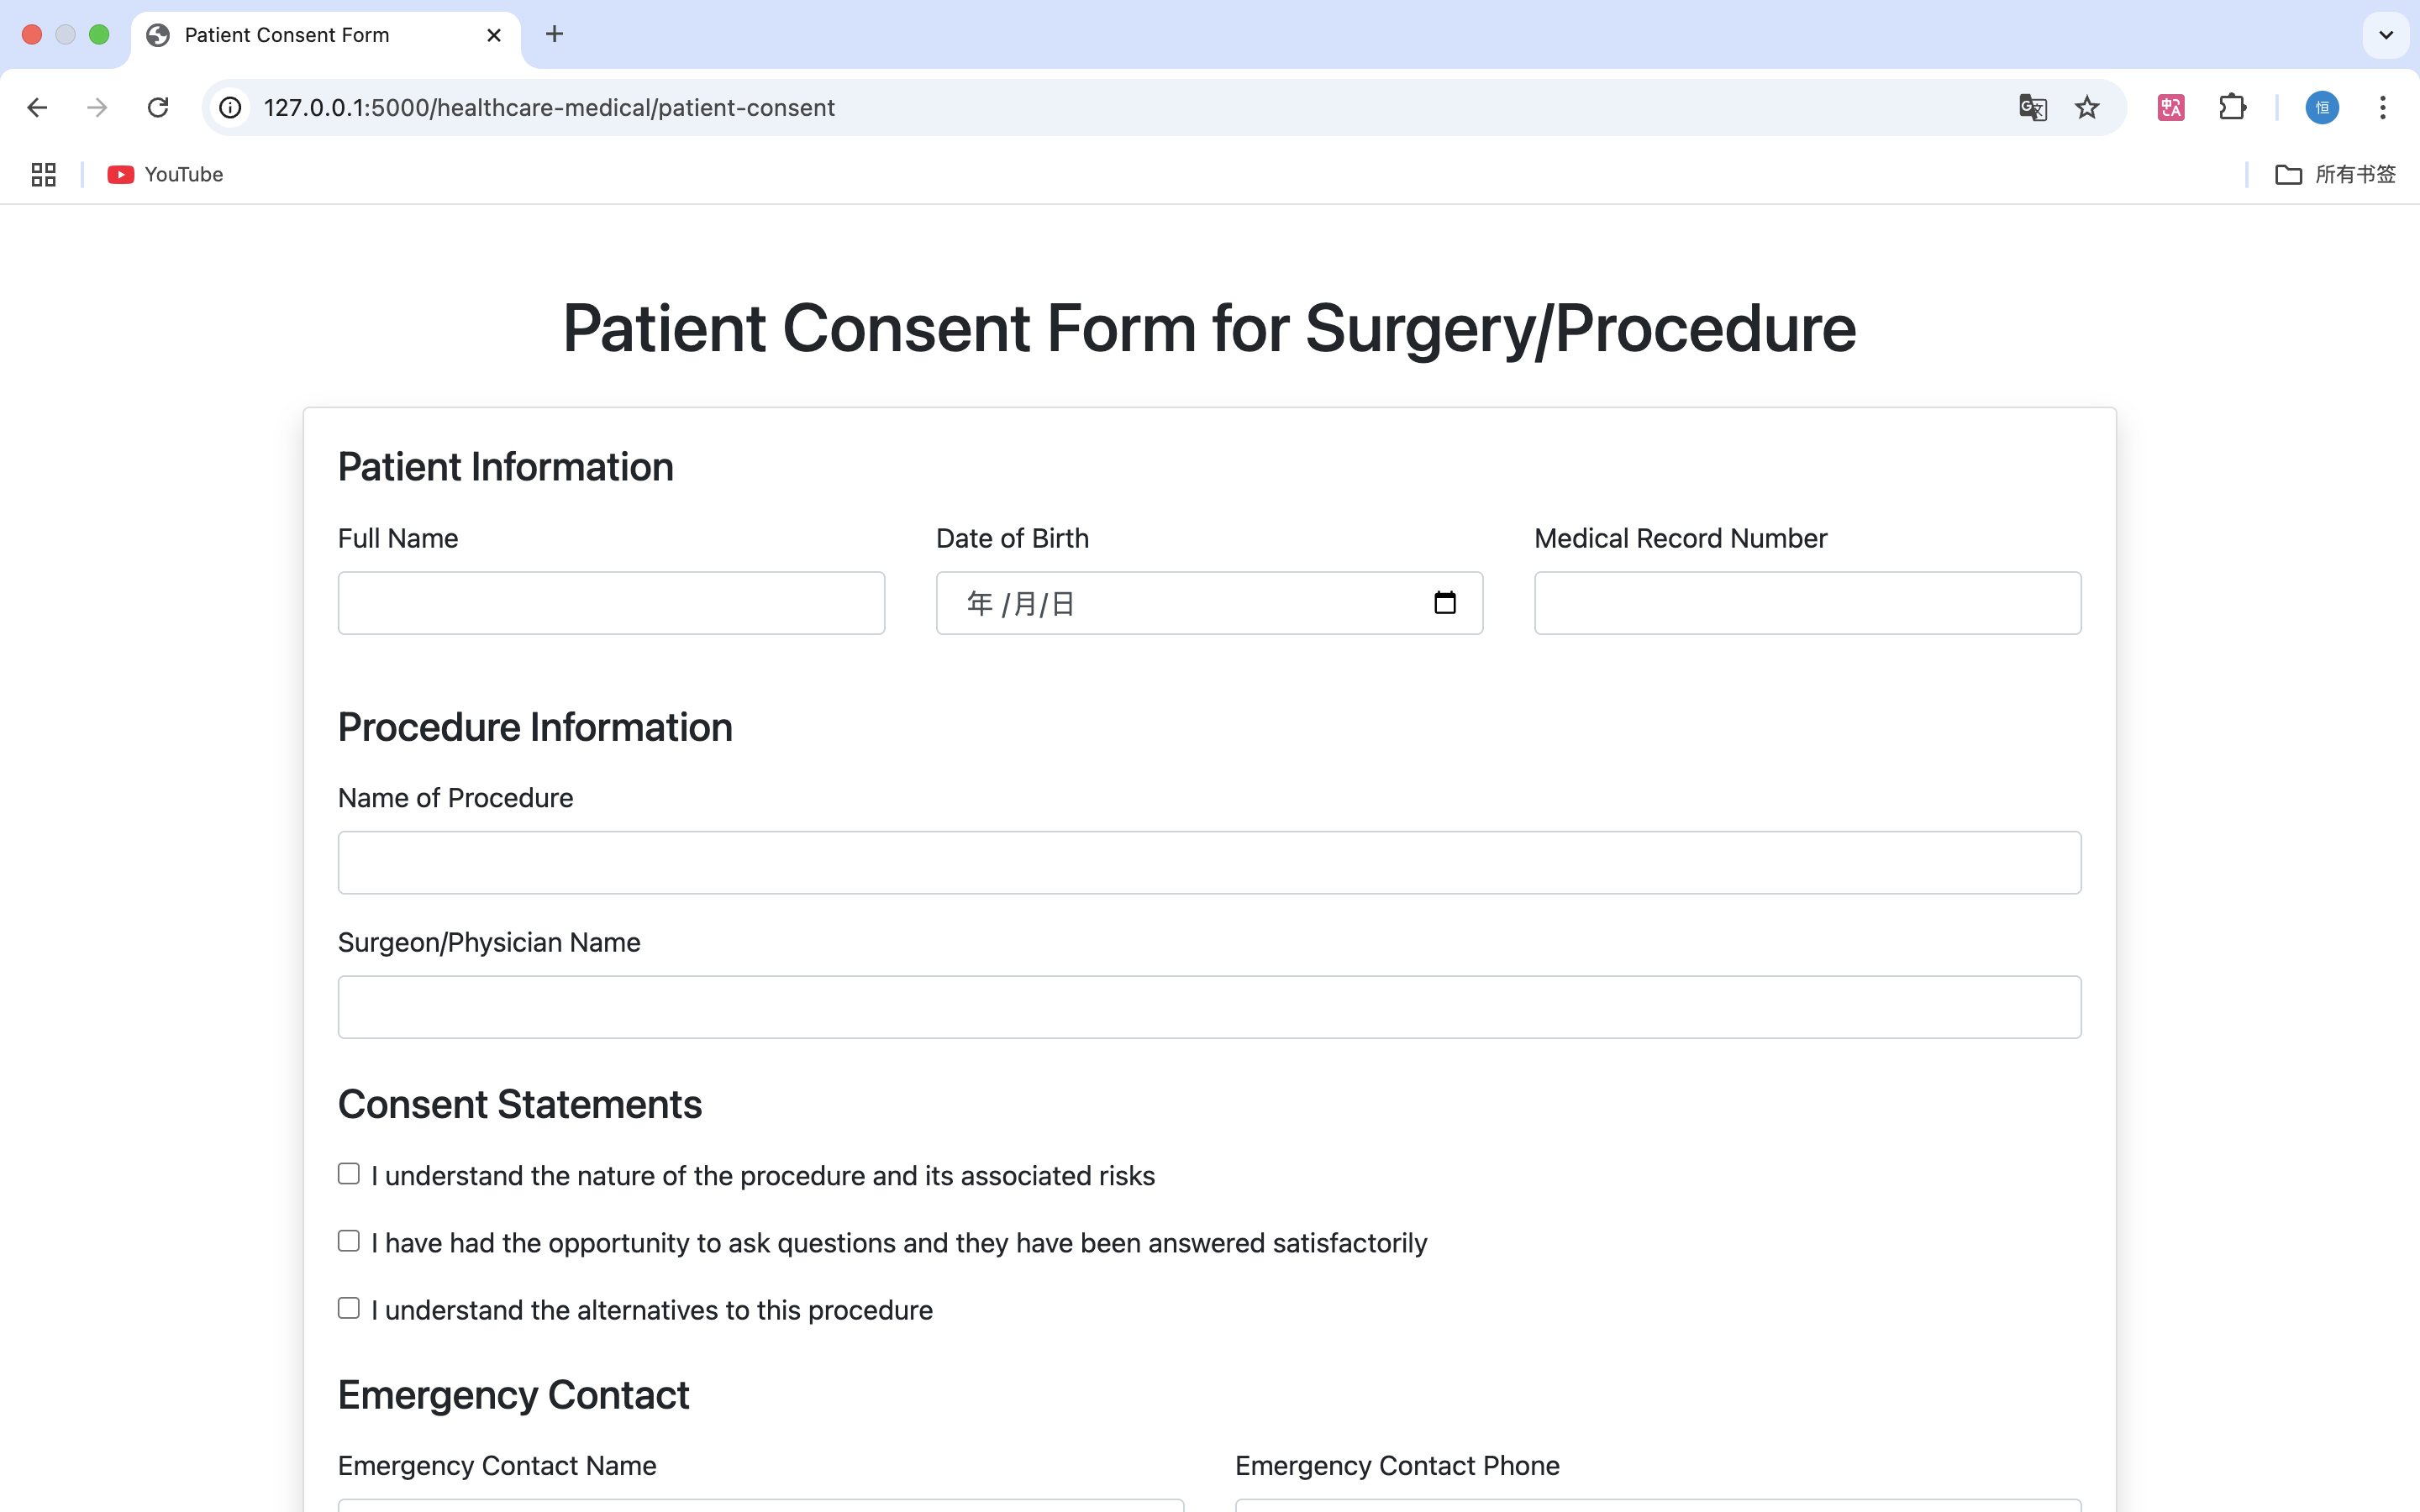 Patient Consent Form
127.0.0.1:5000/healthcare-medical/patient-consent
恒
YouTube
所有书签
Patient Consent Form for Surgery/Procedure
Patient Information
Full Name
Date of Birth
Medical Record Number
年 /月/日
Procedure Information
Name of Procedure
Surgeon/Physician Name
Consent Statements
I understand the nature of the procedure and its associated risks
I have had the opportunity to ask questions and they have been answered satisfactorily
I understand the alternatives to this procedure
Emergency Contact
Emergency Contact Name
Emergency Contact Phone